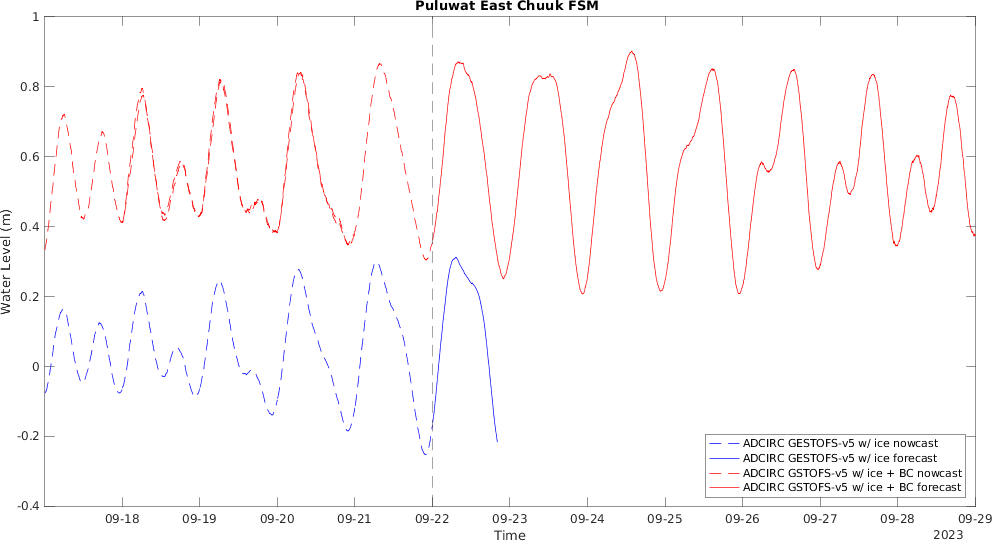 Puluwat East Chuuk FSM
1
0.8
0.6
0.4
0.2
0
-0.2
-0.4
Water Level (m)
ADCIRC GESTOFS-v5 w/ ice nowcast
ADCIRC GESTOFS-v5 w/ ice forecast
ADCIRC GSTOFS-v5 w/ ice + BC nowcast
ADCIRC GSTOFS-v5 w/ ice + BC forecast
09-18 09-19 09-20 09-21 09-22 09-23 09-24 09-25 09-26 09-27 09-28 09-29
Time
2023